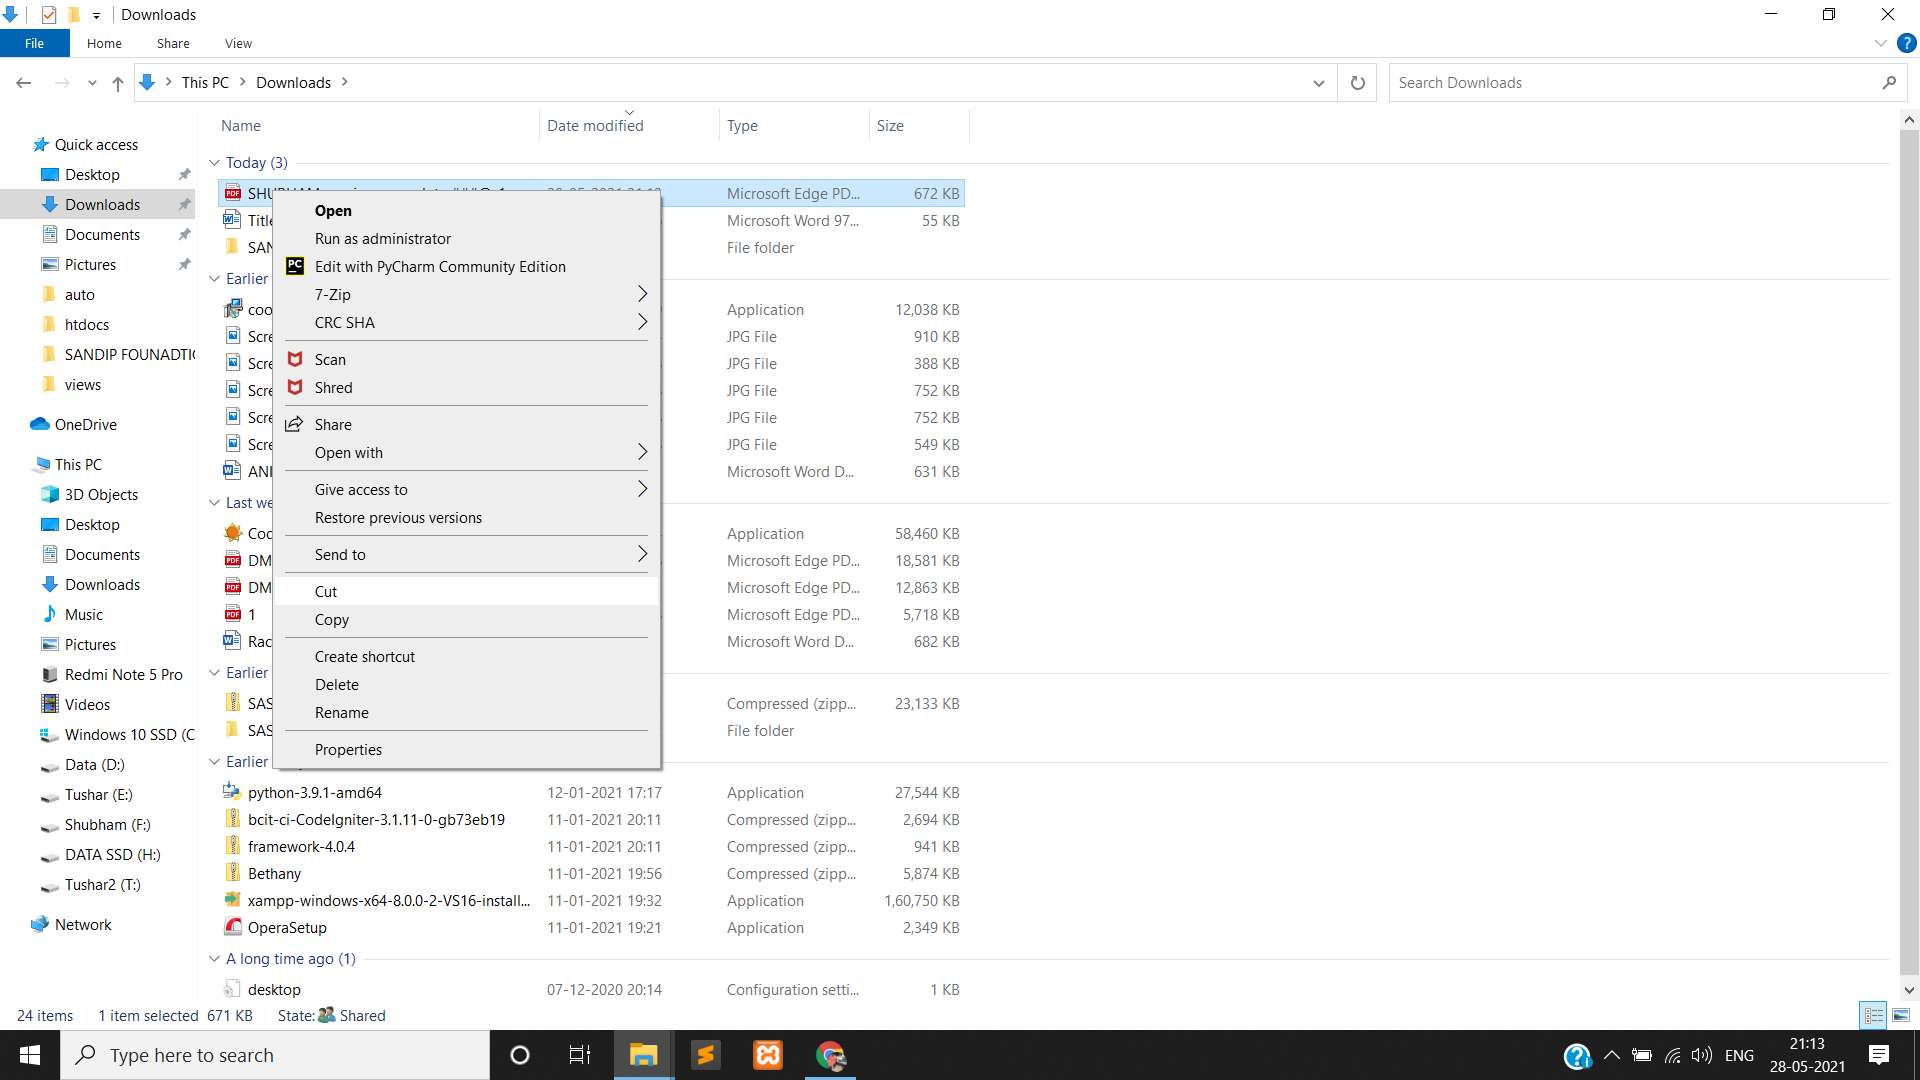 Downloads
File Home Share View
This PC Downloads
Search Downloads
Name Date modified Type Size
Quick access
Desktop
Downloads
Documents
Pictures
auto
htdocs
SANDIP FOUNADTI
views
OneDrive
This PC
3D Objects
Desktop
Documents
Downloads
Music
Pictures
Redmi Note 5 Pro
Videos
Windows 10 SSD (C
Data (D:)
Tushar (E:)
Shubham (F:)
DATA SSD (H:)
Tushar2 (T:)
Network
Today (3)
Microsoft Edge PD... 672 KB
Title Microsoft Word 97... 55 KB
SAN File folder
Earlier
coo Application 12,038 KB
Scre JPG File 910 KB
Scre JPG File 388 KB
Scre JPG File 752 KB
Scre JPG File 752 KB
Scre JPG File 549 KB
Microsoft Word D... 631 KB
Last we
Application 58,460 KB
DM Microsoft Edge PD... 18,581 KB
DM Microsoft Edge PD... 12,863 KB
1 Microsoft Edge PD... 5,718 KB
Rac Microsoft Word D... 682 KB
Earlier
SAS Compressed (zipp... 23,133 KB
SAS File folder
Earlier
python-3.9.1-amd64 12-01-2021 17:17 Application 27,544 KB
bcit-ci-CodeIgniter-3.1.11-0-gb73eb19 11-01-2021 20:11 Compressed (zipp... 2,694 KB
framework-4.0.4 11-01-2021 20:11 Compressed (zipp... 941 KB
Bethany 11-01-2021 19:56 Compressed (zipp... 5,874 KB
xampp-windows-x64-8.0.0-2-VS16-install... 11-01-2021 19:32 Application 1,60,750 KB
OperaSetup 11-01-2021 19:21 Application 2,349 KB
A long time ago (1)
desktop 07-12-2020 20:14 Configuration setti... 1 KB
Open
Run as administrator
PC Edit with PyCharm Community Edition
7-Zip
CRC SHA
Scan
Shred
Share
Open with
Give access to
Restore previous versions
Send to
Cut
Copy
Create shortcut
Delete
Rename
Properties
24 items 1 item selected 671 KB State: Shared
Type here to search
ENG
21:13
28-05-2021